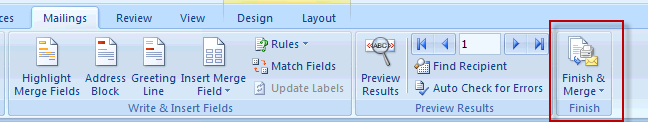 ces Mailings Review View Design Layout
Highlight Merge Fields
Address Block
Greeting Line
Insert Merge Field
Rules
Match Fields
Update Labels
Write & Insert Fields
<ABC>
Preview Results
1
Find Recipient
Auto Check for Errors
Preview Results
Finish & Merge
Finish